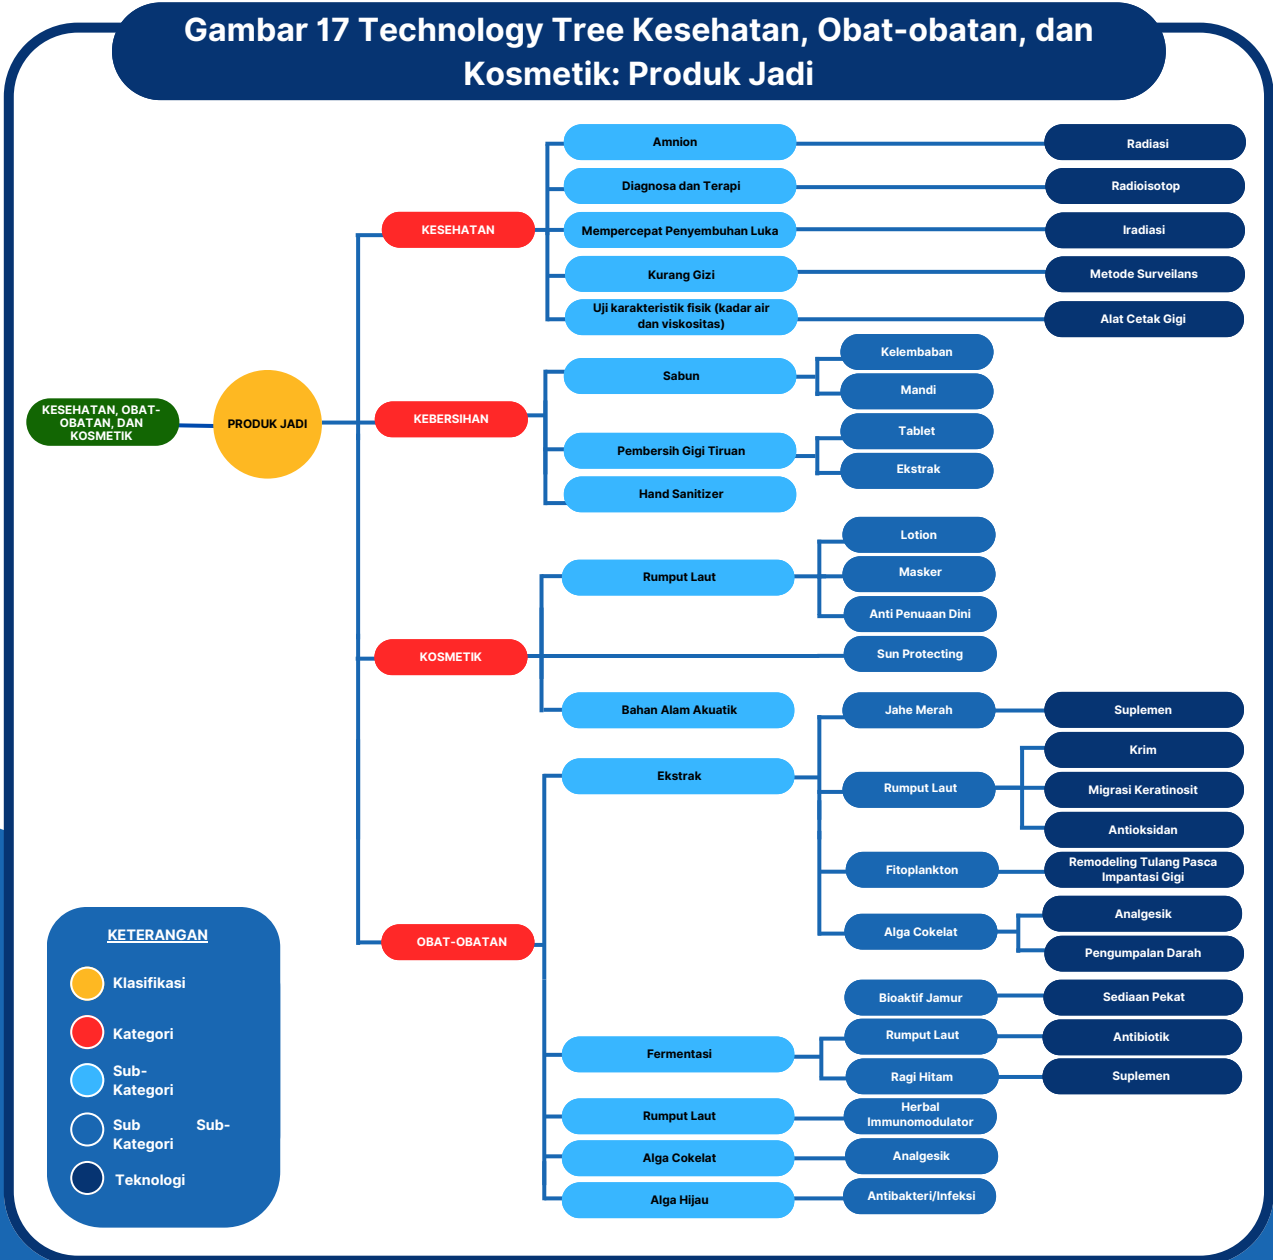 Gambar 17 Technology Tree Kesehatan, Obat-obatan, dan
Kosmetik: Produk Jadi
KESEHATAN, OBAT-
OBATAN, DAN
KOSMETIK
PRODUK JADI
KESEHATAN
Amnion
Radiasi
Diagnosa dan Terapi
Radioisotop
Mempercepat Penyembuhan Luka
Iradiasi
Kurang Gizi
Metode Surveilans
Uji karakteristik fisik (kadar air
dan viskositas)
Alat Cetak Gigi
KEBERSIHAN
Sabun
Kelembaban
Mandi
Pembersih Gigi Tiruan
Tablet
Ekstrak
Hand Sanitizer
KOSMETIK
Rumput Laut
Lotion
Masker
Anti Penuaan Dini
Sun Protecting
Bahan Alam Akuatik
OBAT-OBATAN
Ekstrak
Jahe Merah
Suplemen
Rumput Laut
Krim
Migrasi Keratinosit
Antioksidan
Fitoplankton
Remodeling Tulang Pasca
Impantasi Gigi
Alga Cokelat
Analgesik
Pengumpalan Darah
Bioaktif Jamur
Sediaan Pekat
Fermentasi
Rumput Laut
Antibiotik
Ragi Hitam
Suplemen
Rumput Laut
Herbal
Immunomodulator
Alga Cokelat
Analgesik
Alga Hijau
Antibakteri/Infeksi
KETERANGAN
Klasifikasi
Kategori
Sub-
Kategori
Sub Sub-
Kategori
Teknologi